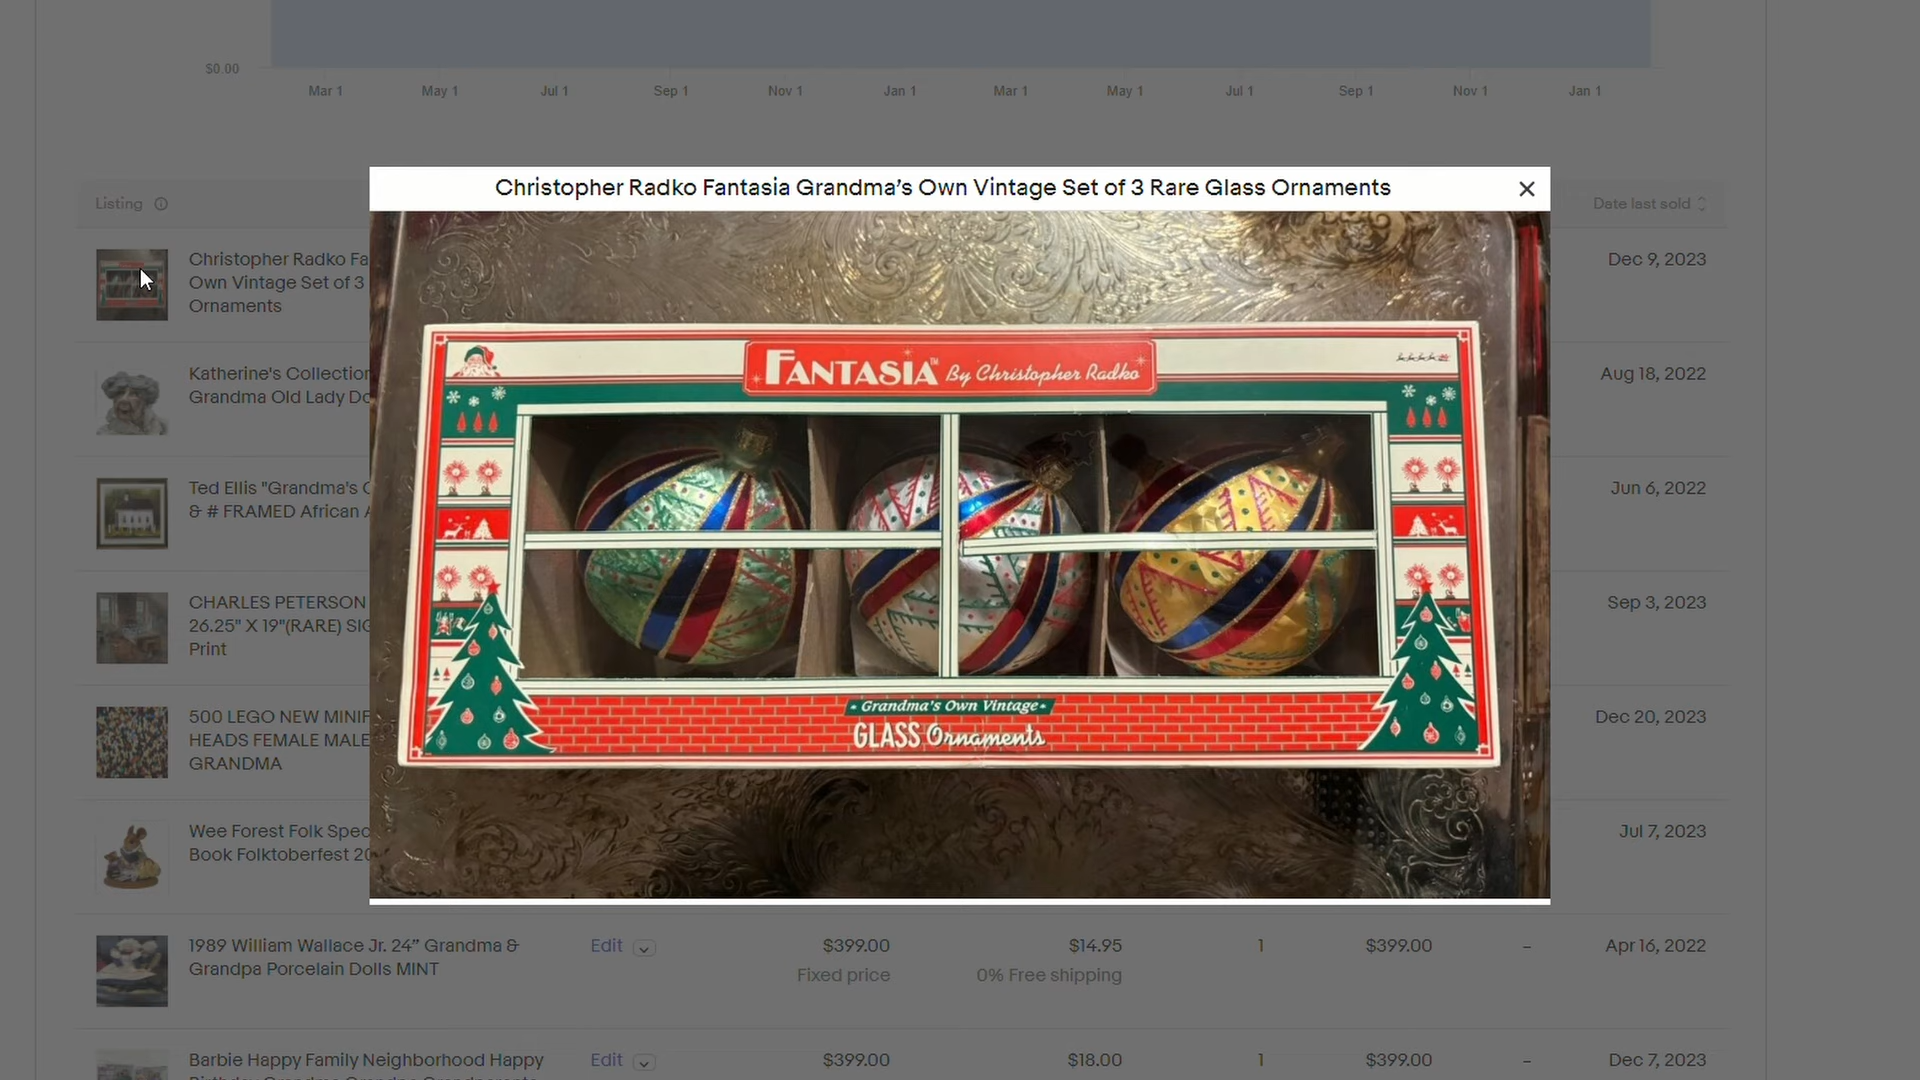 $0.00
Mar 1 May 1 Jul 1 Sep 1 Nov 1 Jan 1 Mar 1 May 1 Jul 1 Sep 1 Nov 1 Jan 1
Christopher Radko Fantasia Grandma's Own Vintage Set of 3 Rare Glass Ornaments
Listing Date last sold
Christopher Radko Fa
Own Vintage Set of 3
Ornaments
Dec 9, 2023
FANTASIA™ By Christopher Radko
Grandma's Own Vintage
GLASS Ornaments
Katherine's Collection
Grandma Old Lady Do
Aug 18, 2022
Ted Ellis "Grandma's
& # FRAMED African
Jun 6, 2022
CHARLES PETERSON
26.25" X 19"(RARE) SIG
Print
Sep 3, 2023
500 LEGO NEW MINIF
HEADS FEMALE MALE
GRANDMA
Dec 20, 2023
Wee Forest Folk Spec
Book Folktoberfest 20
Jul 7, 2023
1989 William Wallace Jr. 24” Grandma &
Grandpa Porcelain Dolls MINT
Edit $399.00 $14.95 1 $399.00 – Apr 16, 2022
Fixed price 0% Free shipping
Barbie Happy Family Neighborhood Happy
Edit $399.00 $18.00 1 $399.00 – Dec 7, 2023